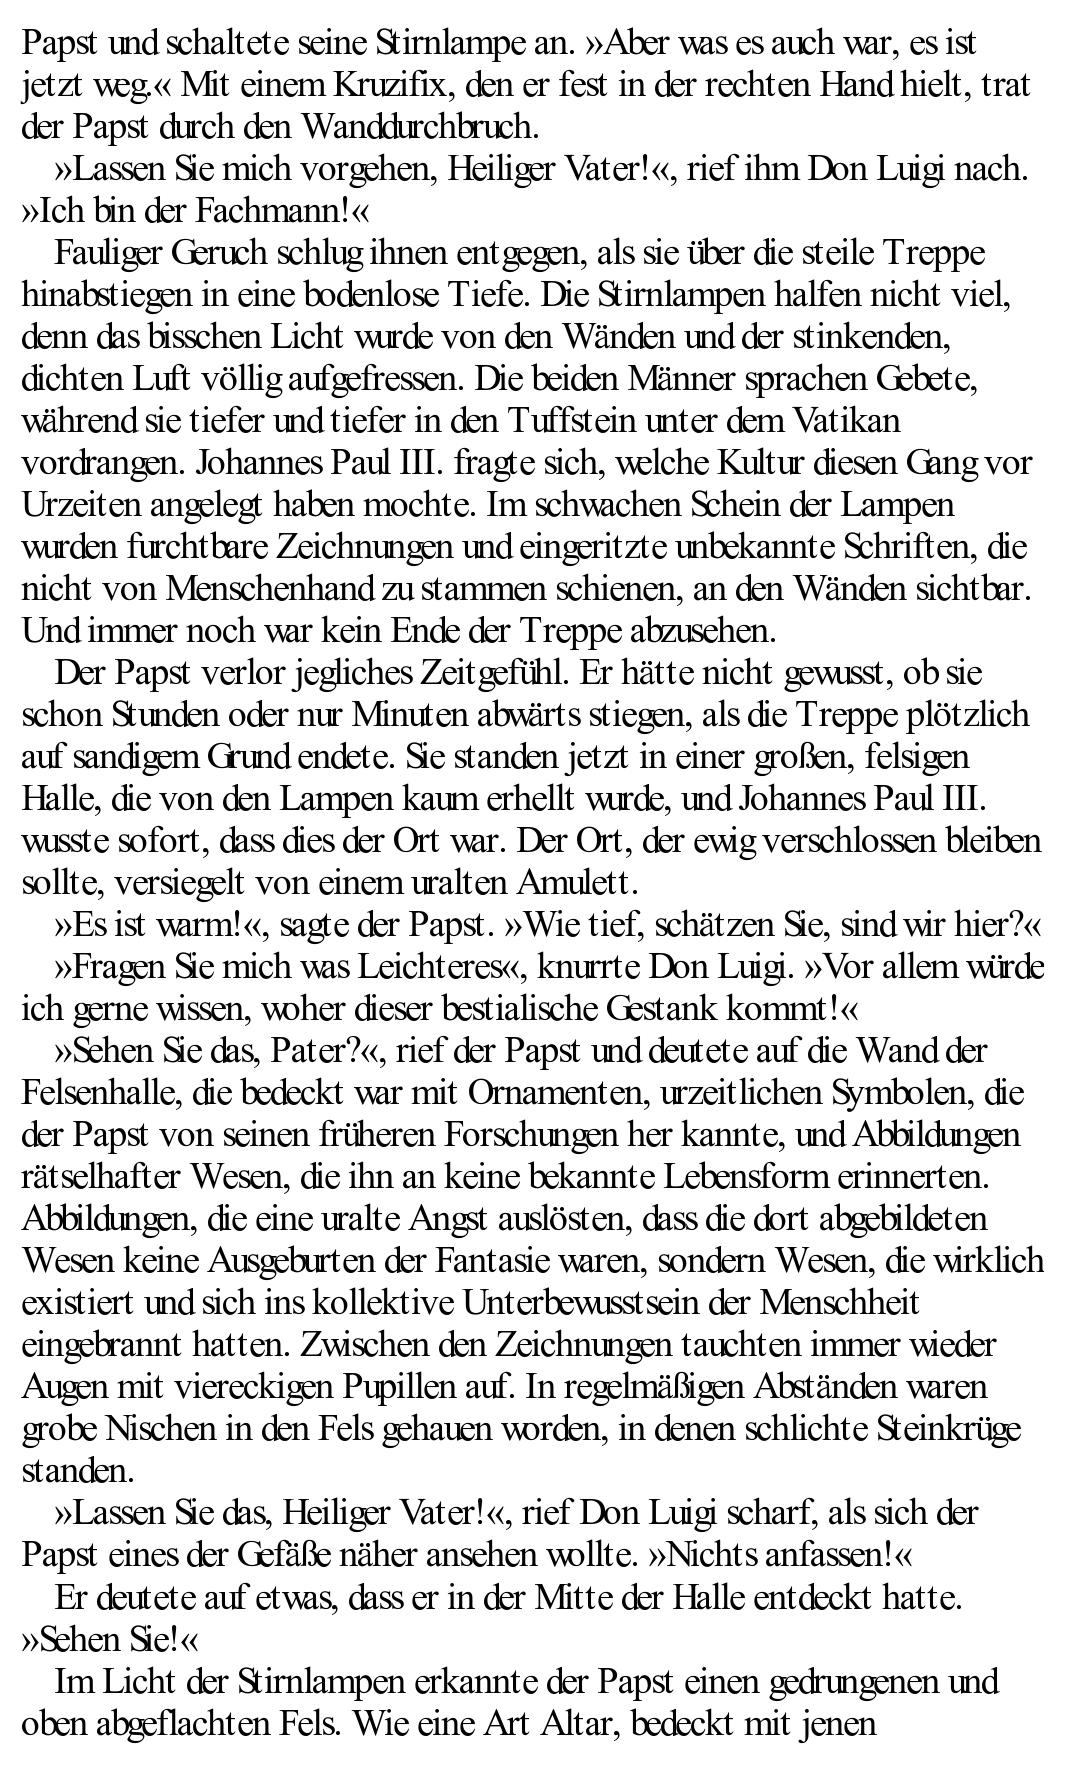 Papst und schaltete seine Stirnlampe an. »Aber was es auch war, es ist
jetzt weg.« Mit einem Kruzifix, den er fest in der rechten Hand hielt, trat
der Papst durch den Wanddurchbruch.
»Lassen Sie mich vorgehen, Heiliger Vater!«, rief ihm Don Luigi nach.
»Ich bin der Fachmann!«
Fauliger Geruch schlug ihnen entgegen, als sie über die steile Treppe
hinabstiegen in eine bodenlose Tiefe. Die Stirnlampen halfen nicht viel,
denn das bisschen Licht wurde von den Wänden und der stinkenden,
dichten Luft völlig aufgefressen. Die beiden Männer sprachen Gebete,
während sie tiefer und tiefer in den Tuffstein unter dem Vatikan
vordrangen. Johannes Paul III. fragte sich, welche Kultur diesen Gang vor
Urzeiten angelegt haben mochte. Im schwachen Schein der Lampen
wurden furchtbare Zeichnungen und eingeritzte unbekannte Schriften, die
nicht von Menschenhand zu stammen schienen, an den Wänden sichtbar.
Und immer noch war kein Ende der Treppe abzusehen.
Der Papst verlor jegliches Zeitgefühl. Er hätte nicht gewusst, ob sie
schon Stunden oder nur Minuten abwärts stiegen, als die Treppe plötzlich
auf sandigem Grund endete. Sie standen jetzt in einer großen, felsigen
Halle, die von den Lampen kaum erhellt wurde, und Johannes Paul III.
wusste sofort, dass dies der Ort war. Der Ort, der ewig verschlossen bleiben
sollte, versiegelt von einem uralten Amulett.
»Es ist warm!«, sagte der Papst. »Wie tief, schätzen Sie, sind wir hier?«
»Fragen Sie mich was Leichteres«, knurrte Don Luigi. »Vor allem würde
ich gerne wissen, woher dieser bestialische Gestank kommt!«
»Sehen Sie das, Pater?«, rief der Papst und deutete auf die Wand der
Felsenhalle, die bedeckt war mit Ornamenten, urzeitlichen Symbolen, die
der Papst von seinen früheren Forschungen her kannte, und Abbildungen
rätselhafter Wesen, die ihn an keine bekannte Lebensform erinnerten.
Abbildungen, die eine uralte Angst auslösten, dass die dort abgebildeten
Wesen keine Ausgeburten der Fantasie waren, sondern Wesen, die wirklich
existiert und sich ins kollektive Unterbewusstsein der Menschheit
eingebrannt hatten. Zwischen den Zeichnungen tauchten immer wieder
Augen mit viereckigen Pupillen auf. In regelmäßigen Abständen waren
grobe Nischen in den Fels gehauen worden, in denen schlichte Steinkrüge
standen.
»Lassen Sie das, Heiliger Vater!«, rief Don Luigi scharf, als sich der
Papst eines der Gefäße näher ansehen wollte. »Nichts anfassen!«
Er deutete auf etwas, dass er in der Mitte der Halle entdeckt hatte.
»Sehen Sie!«
Im Licht der Stirnlampen erkannte der Papst einen gedrungenen und
oben abgeflachten Fels. Wie eine Art Altar, bedeckt mit jenen